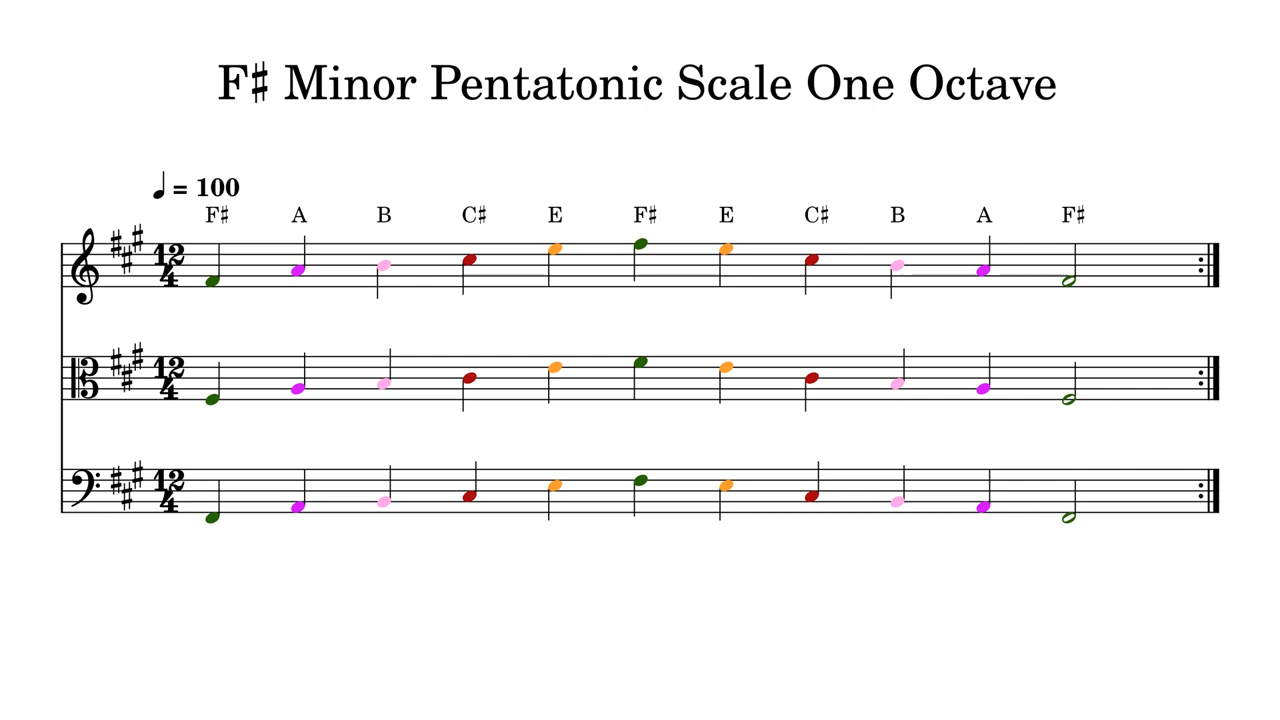 F♯ Minor Pentatonic Scale One Octave
♩ = 100
F♯ A B C♯ E F♯ E C♯ B A F♯
12
4
12
4
12
4